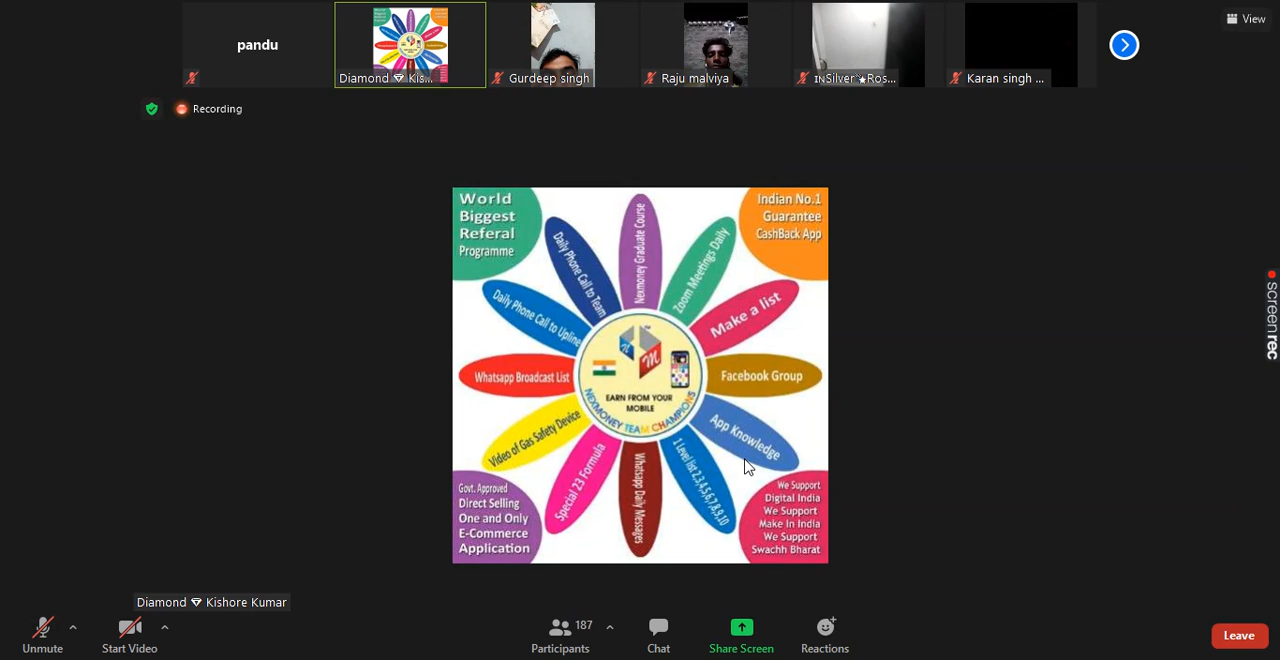 pandu
Diamond 💎 Kis...
Gurdeep singh
Raju malviya
ɪɴSilver★Ros...
Karan singh ...
View
Recording
World
Biggest
Referal
Programme
Indian No.1
Guarantee
CashBack App
Nexmoney Graduate Course
Daily Phone Call to Team
Zoom Meetings Daily
Daily Phone Call to Upline
Make a list
Whatsapp Broadcast List
Facebook Group
Video of Gas Safety Device
App Knowledge
Special 23 Formula
Whatsapp Daily Messages
1 Level list 2,3,4,5,6,7,8,9,10
n
m
EARN FROM YOUR
MOBILE
NEXMONEY TEAM CHAMPIONS
Govt. Approved
Direct Selling
One and Only
E-Commerce
Application
We Support
Digital India
We Support
Make In India
We Support
Swachh Bharat
screenrec
Diamond 💎 Kishore Kumar
Unmute
Start Video
187
Participants
Chat
Share Screen
Reactions
Leave